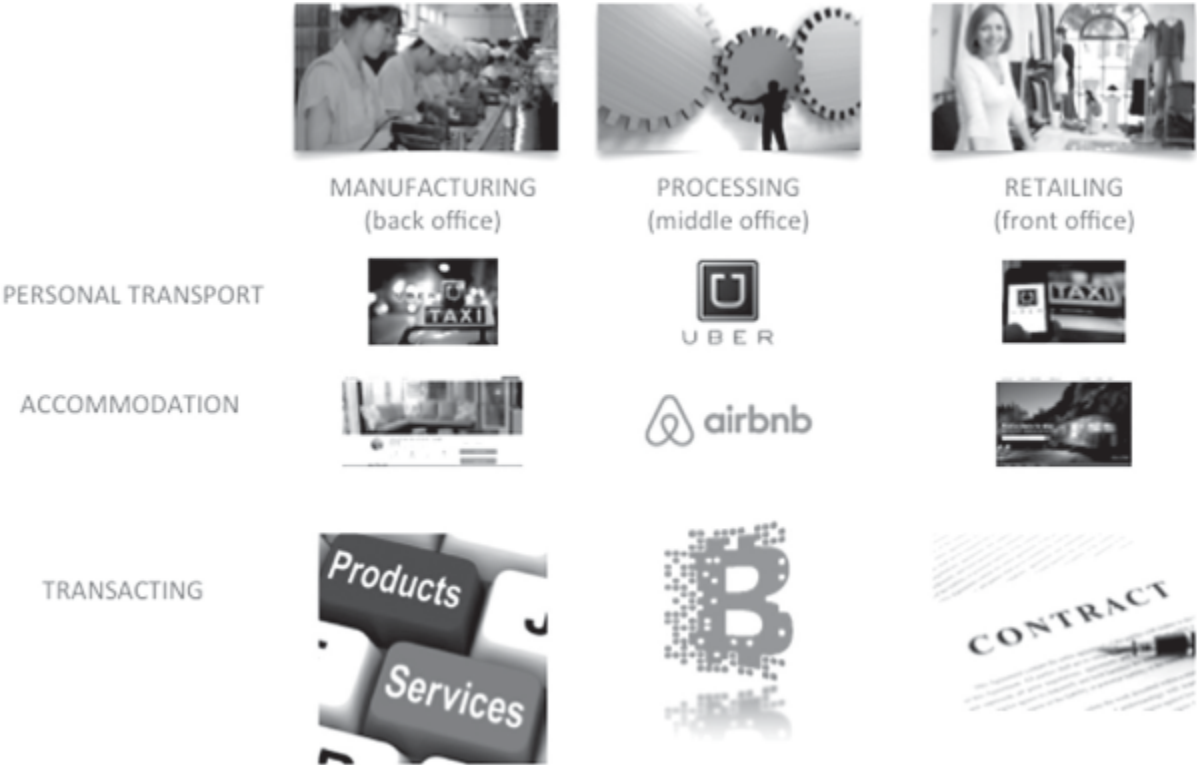 MANUFACTURING
(back office)
PROCESSING
(middle office)
RETAILING
(front office)
PERSONAL TRANSPORT
TAXI
UBER
TAXI
ACCOMMODATION
airbnb
TRANSACTING
Products
Services
CONTRACT